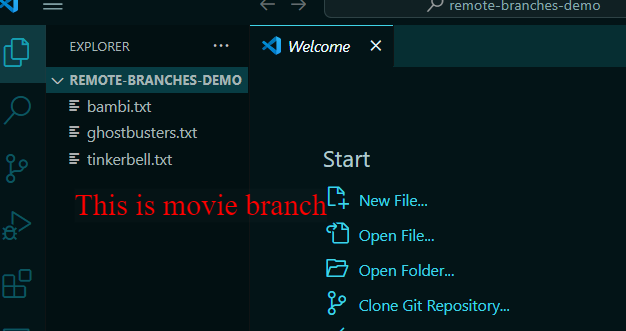 remote-branches-demo
EXPLORER
Welcome
REMOTE-BRANCHES-DEMO
bambi.txt
ghostbusters.txt
tinkerbell.txt
This is movie branch
Start
New File...
Open File...
Open Folder...
Clone Git Repository...